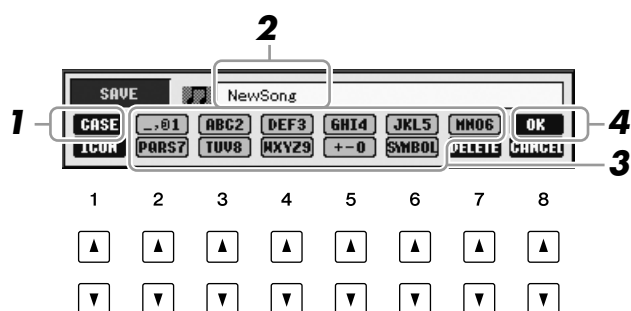 2
SAVE NewSong
1 CASE _,@1 ABC2 DEF3 GHI4 JKL5 MNO6 OK 4
ICON PQRS7 TUV8 WXYZ9 +-0 SYMBOL DELETE CANCEL
3
1 2 3 4 5 6 7 8